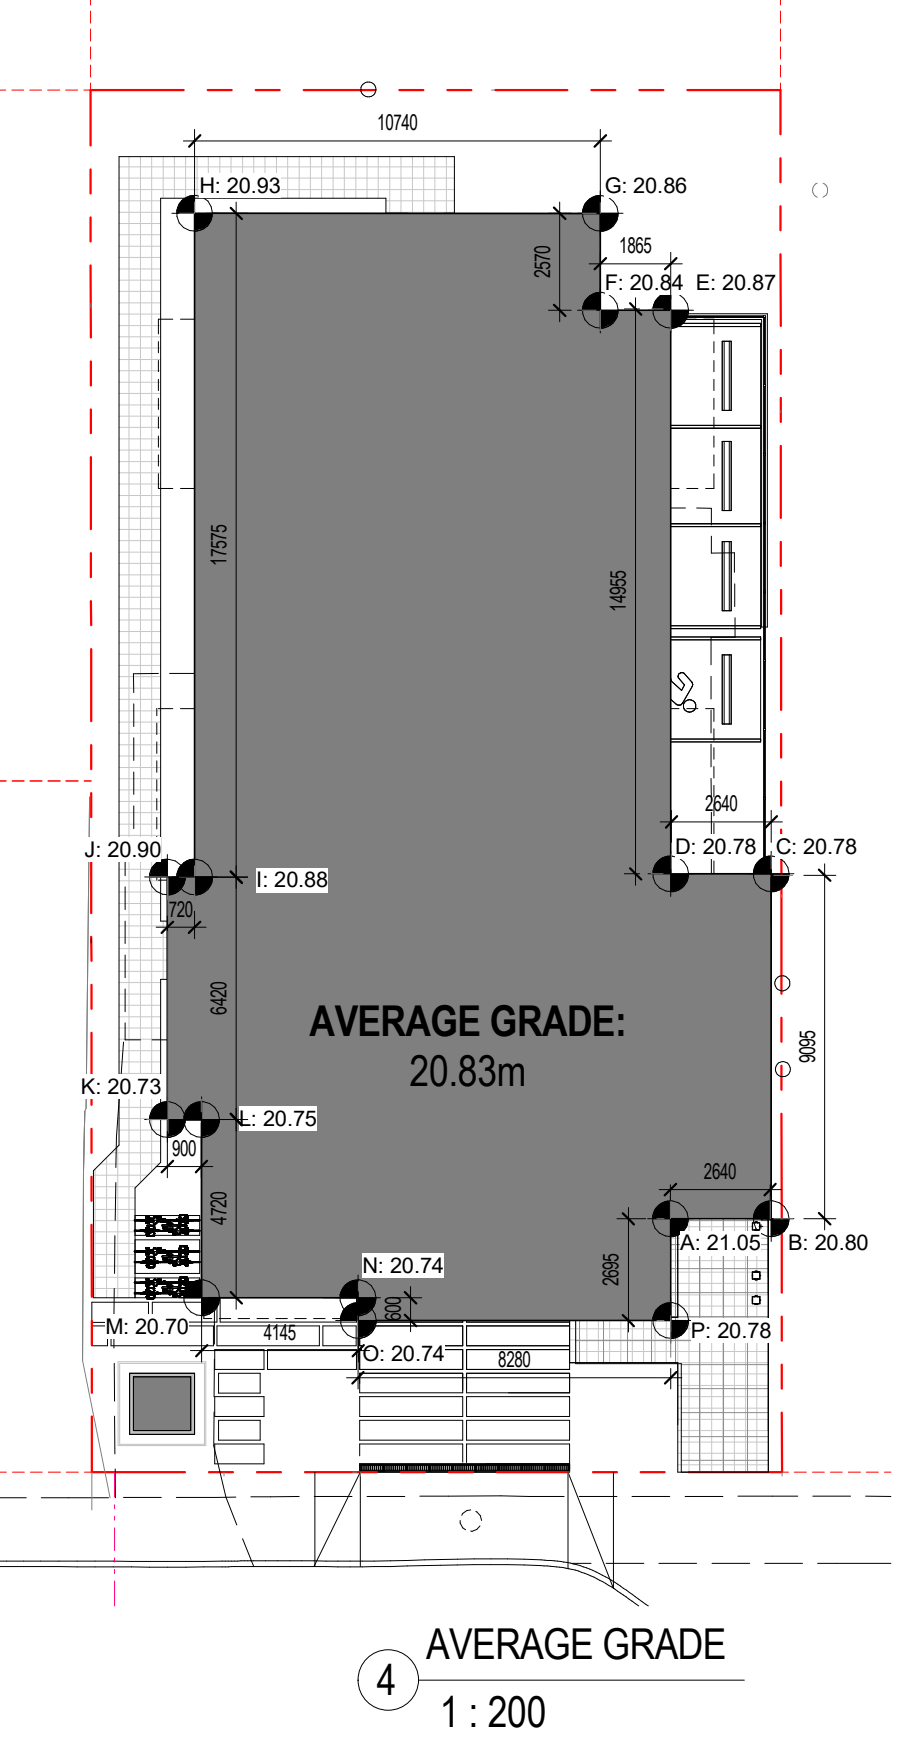 10740
H: 20.93
G: 20.86
1865
2570
F: 20.84
E: 20.87
17575
14955
2640
J: 20.90
D: 20.78
C: 20.78
I: 20.88
720
6420
AVERAGE GRADE:
20.83m
9095
K: 20.73
L: 20.75
900
2640
4720
A: 21.05
B: 20.80
2695
N: 20.74
600
M: 20.70
4145
P: 20.78
O: 20.74
8280
AVERAGE GRADE
4
1 : 200